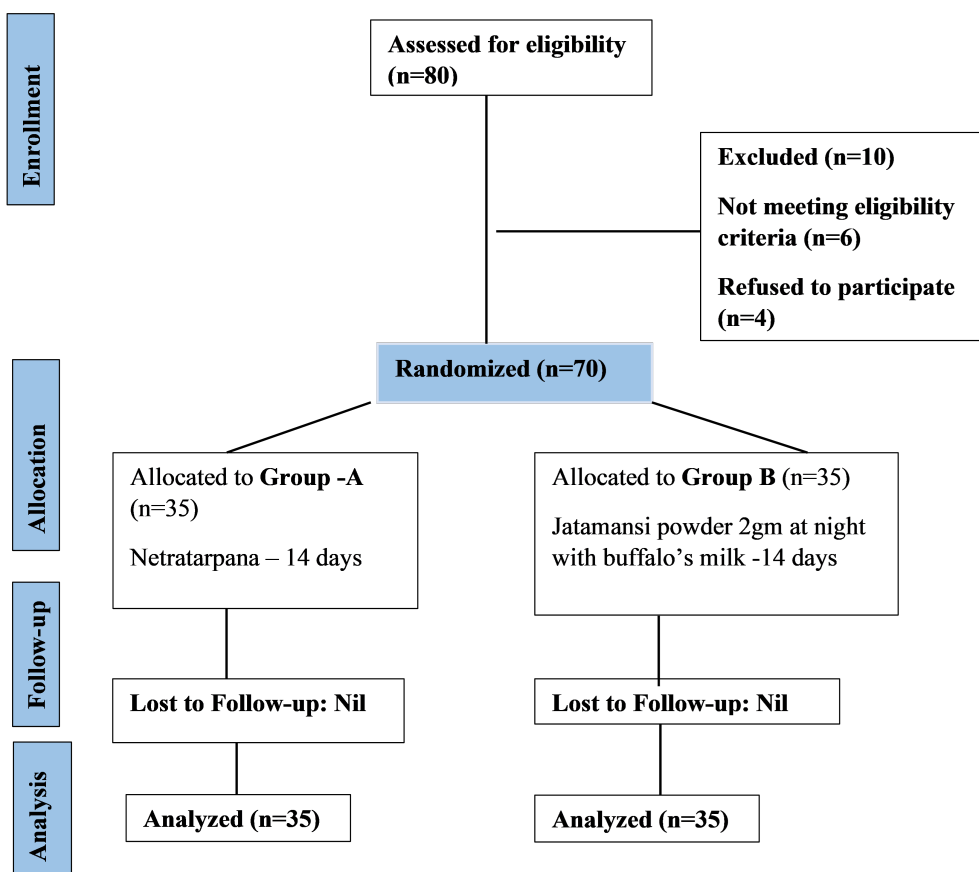 Enrollment
Assessed for eligibility
(n=80)
Excluded (n=10)
Not meeting eligibility
criteria (n=6)
Refused to participate
(n=4)
Randomized (n=70)
Allocation
Allocated to Group -A
(n=35)
Netratarpana – 14 days
Allocated to Group B (n=35)
Jatamansi powder 2gm at night
with buffalo’s milk -14 days
Follow-up
Lost to Follow-up: Nil
Lost to Follow-up: Nil
Analysis
Analyzed (n=35)
Analyzed (n=35)